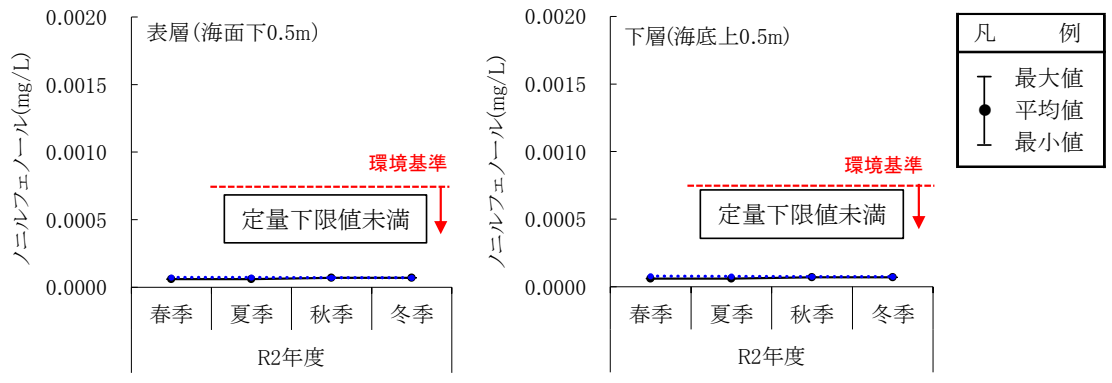 ノニルフェノール(mg/L)
表層(海面下0.5m)
0.0020
0.0015
0.0010
0.0005
0.0000
環境基準
定量下限値未満
春季 夏季 秋季 冬季
R2年度
ノニルフェノール(mg/L)
下層(海底上0.5m)
0.0020
0.0015
0.0010
0.0005
0.0000
環境基準
定量下限値未満
春季 夏季 秋季 冬季
R2年度
凡 例
最大値
平均値
最小値